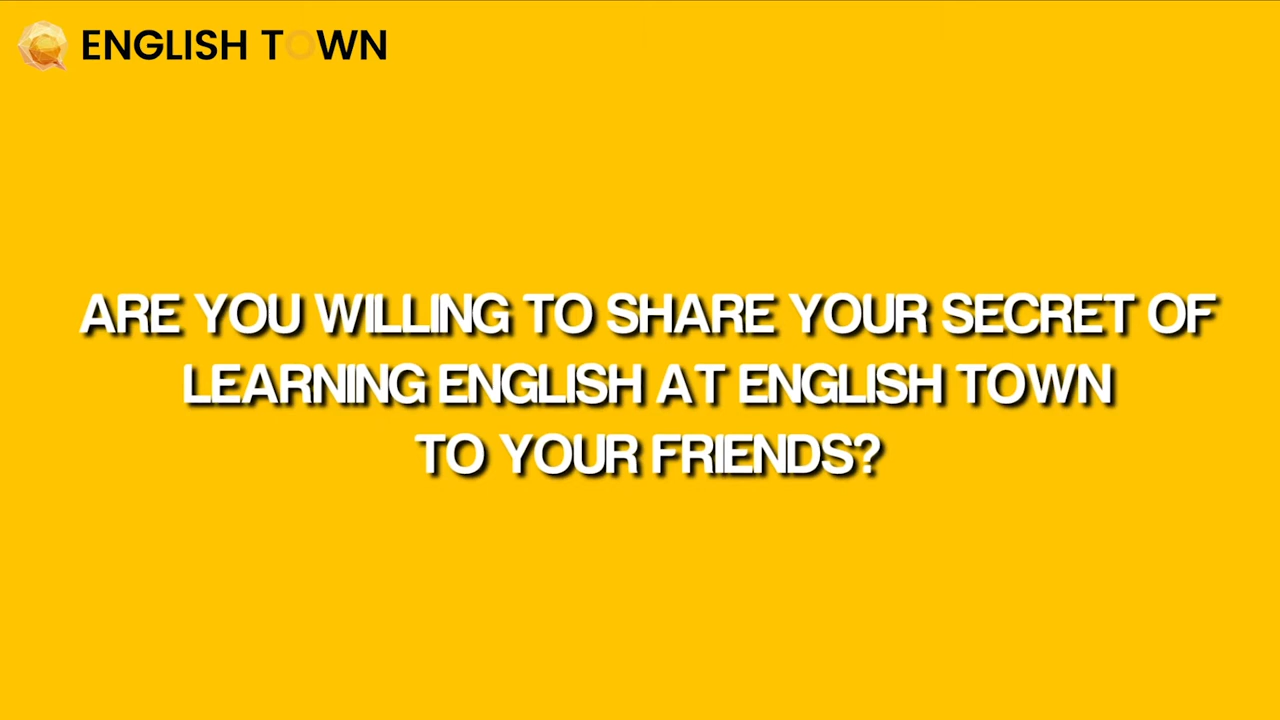 ENGLISH TOWN
ARE YOU WILLING TO SHARE YOUR SECRET OF
LEARNING ENGLISH AT ENGLISH TOWN
TO YOUR FRIENDS?